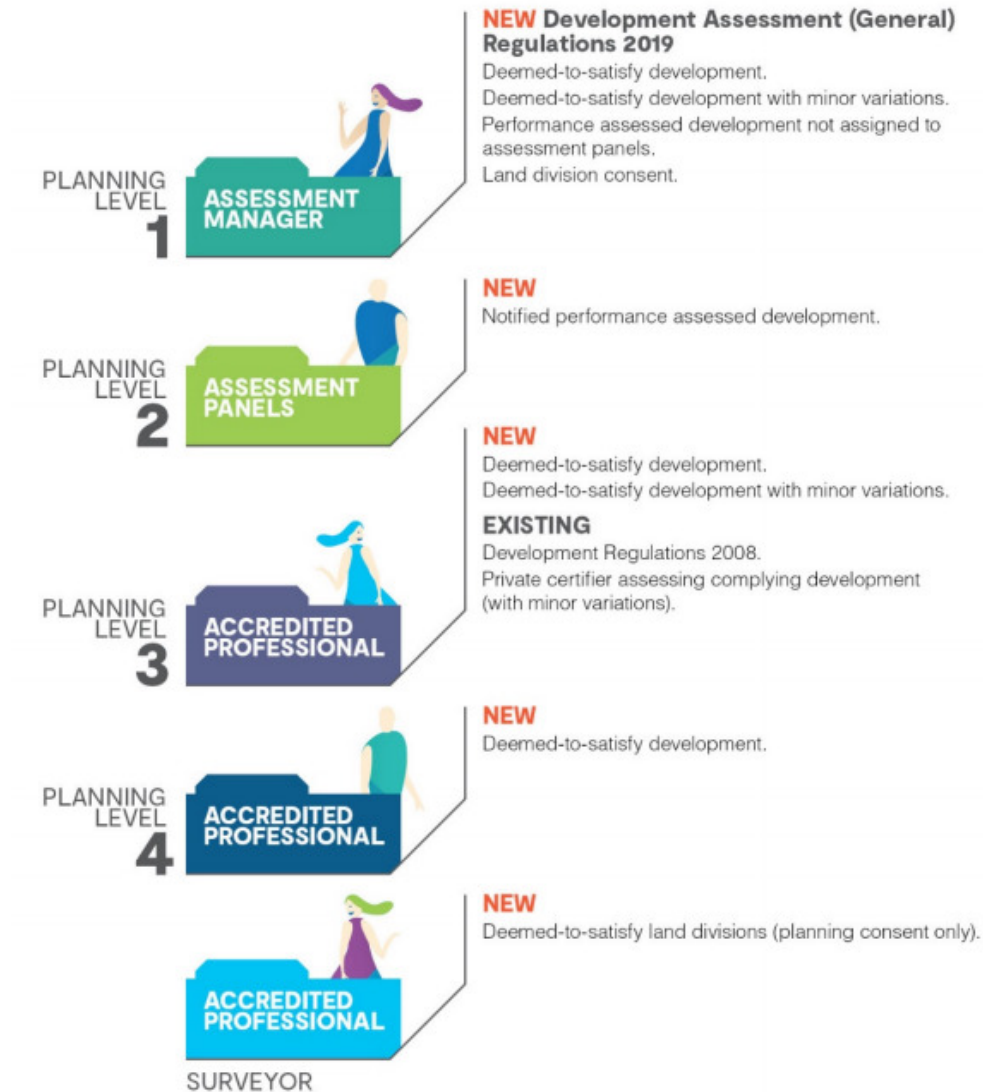 NEW Development Assessment (General)
Regulations 2019
Deemed-to-satisfy development.
Deemed-to-satisfy development with minor variations.
Performance assessed development not assigned to
assessment panels.
Land division consent.
PLANNING
LEVEL
1
ASSESSMENT
MANAGER
NEW
Notified performance assessed development.
PLANNING
LEVEL
2
ASSESSMENT
PANELS
NEW
Deemed-to-satisfy development.
Deemed-to-satisfy development with minor variations.
EXISTING
Development Regulations 2008.
Private certifier assessing complying development
(with minor variations).
PLANNING
LEVEL
3
ACCREDITED
PROFESSIONAL
NEW
Deemed-to-satisfy development.
PLANNING
LEVEL
4
ACCREDITED
PROFESSIONAL
NEW
Deemed-to-satisfy land divisions (planning consent only).
ACCREDITED
PROFESSIONAL
SURVEYOR